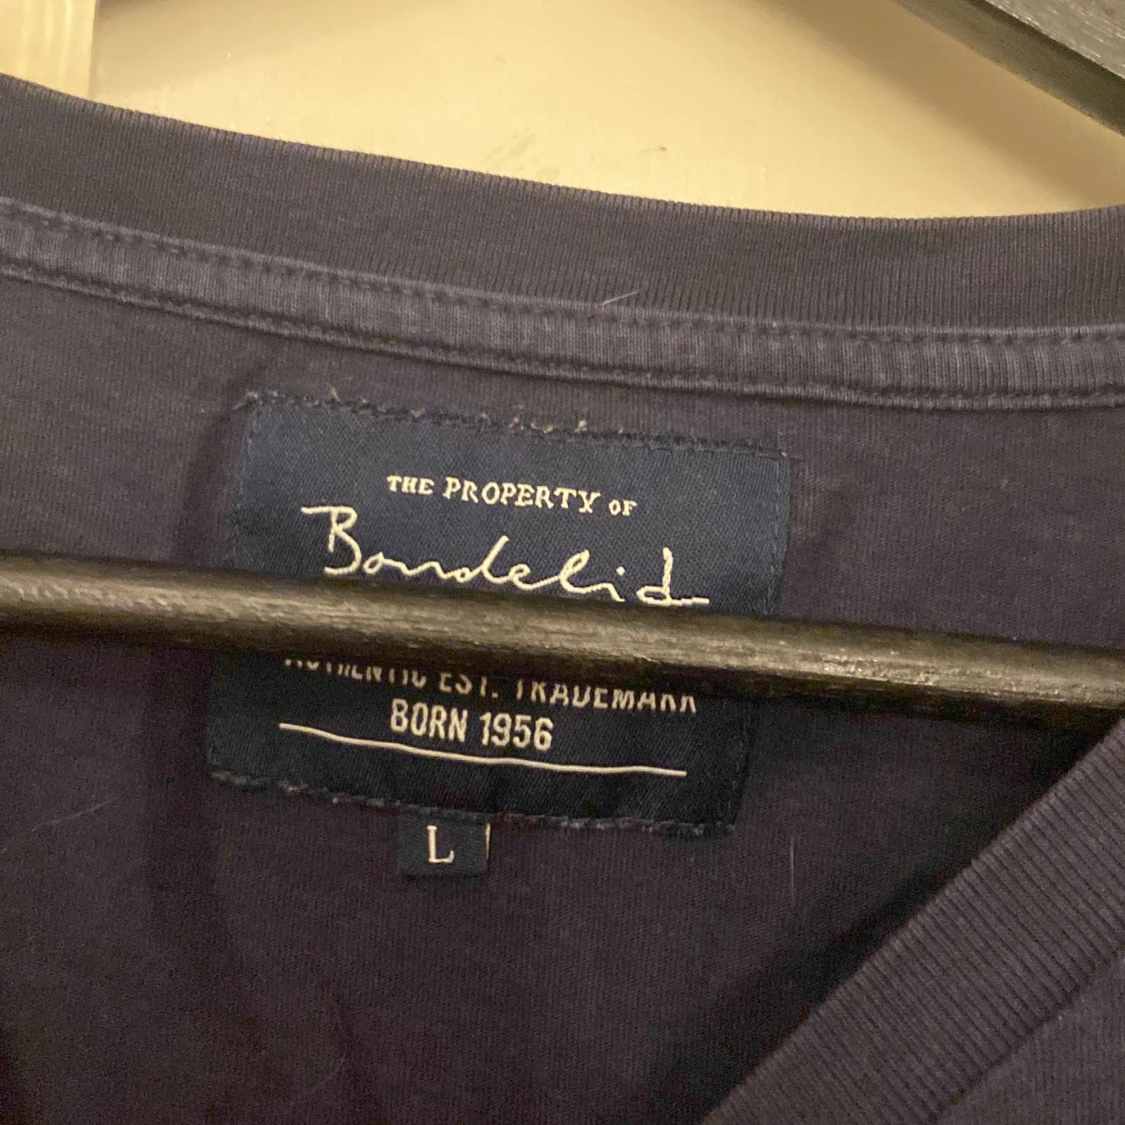 THE PROPERTY OF
Bondelid
AUTHENTIC EST. TRADEMARK
BORN 1956
L